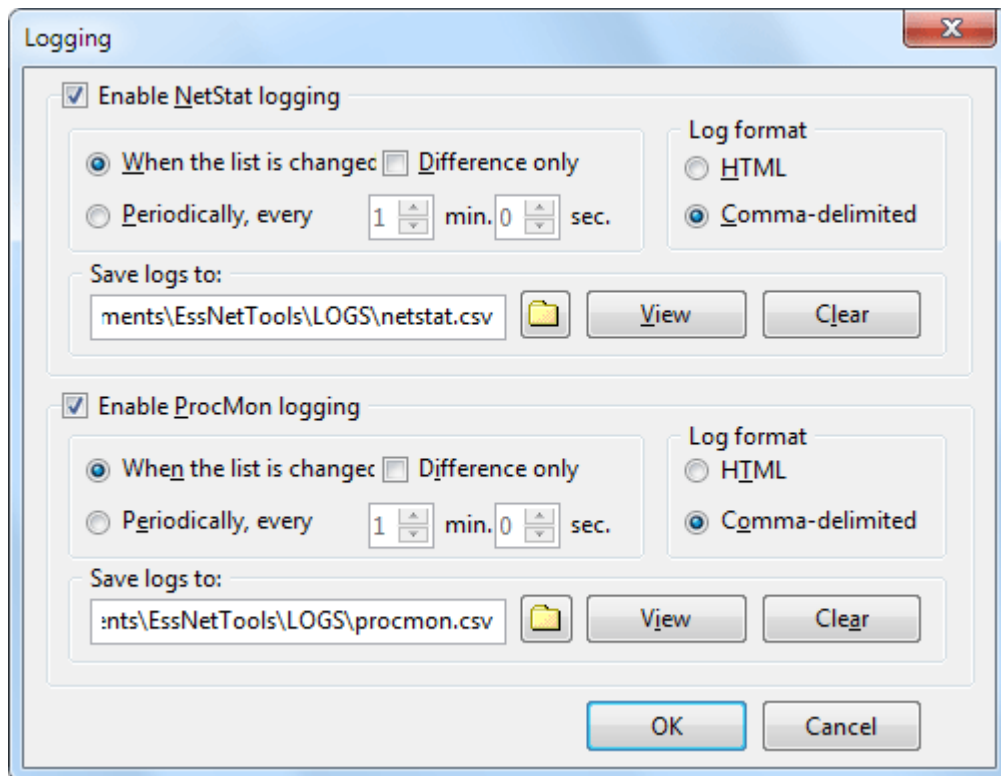 Logging
Enable NetStat logging
When the list is changed Difference only
Periodically, every 1 min. 0 sec.
Log format
HTML
Comma-delimited
Save logs to:
ments\EssNetTools\LOGS\netstat.csv View Clear
Enable ProcMon logging
When the list is changed Difference only
Periodically, every 1 min. 0 sec.
Log format
HTML
Comma-delimited
Save logs to:
ents\EssNetTools\LOGS\procmon.csv View Clear
OK Cancel